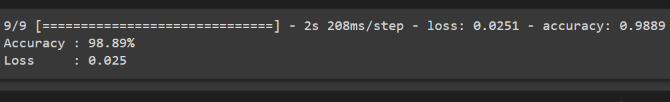 9/9 [==============================] - 2s 208ms/step - loss: 0.0251 - accuracy: 0.9889
Accuracy : 98.89%
Loss     : 0.025